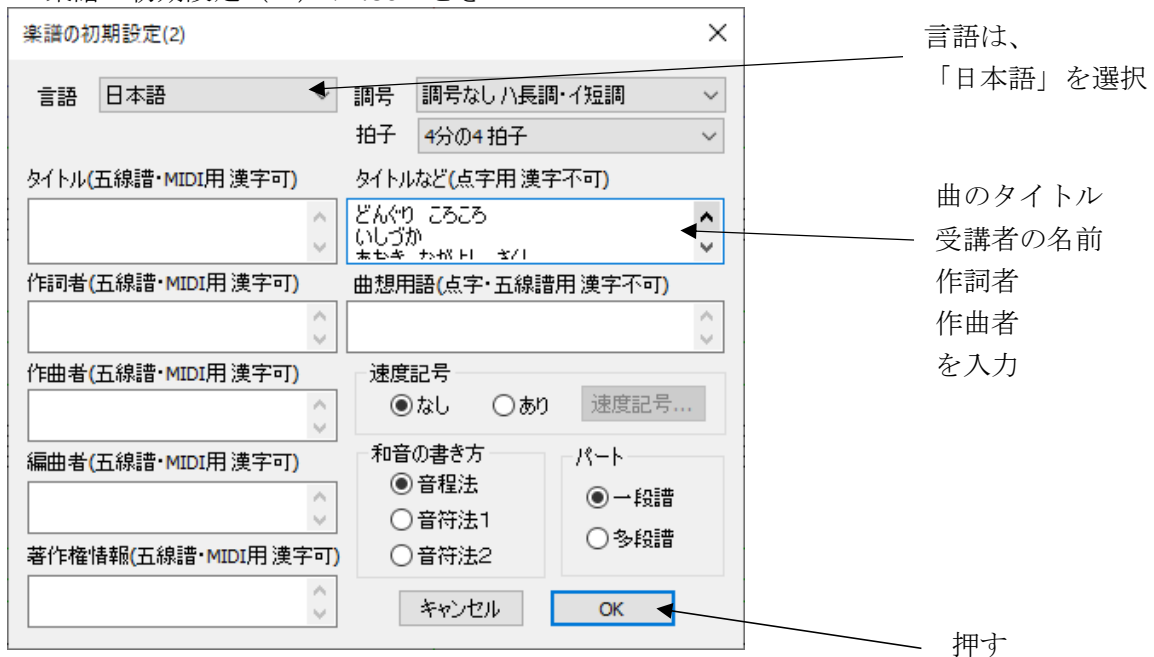 楽譜の初期設定(2)
言語 日本語
調号 調号なし ハ長調・イ短調
拍子 4分の4 拍子
タイトル(五線譜・MIDI用 漢字可)
タイトルなど(点字用 漢字不可)
どんぐり ころころ
いしづか
作詞者(五線譜・MIDI用 漢字可)
曲想用語(点字・五線譜用 漢字不可)
作曲者(五線譜・MIDI用 漢字可)
速度記号
なし あり 速度記号...
編曲者(五線譜・MIDI用 漢字可)
和音の書き方
音程法
音符法1
音符法2
パート
一段譜
多段譜
著作権情報(五線譜・MIDI用 漢字可)
キャンセル OK
言語は、
「日本語」を選択
曲のタイトル
受講者の名前
作詞者
作曲者
を入力
押す